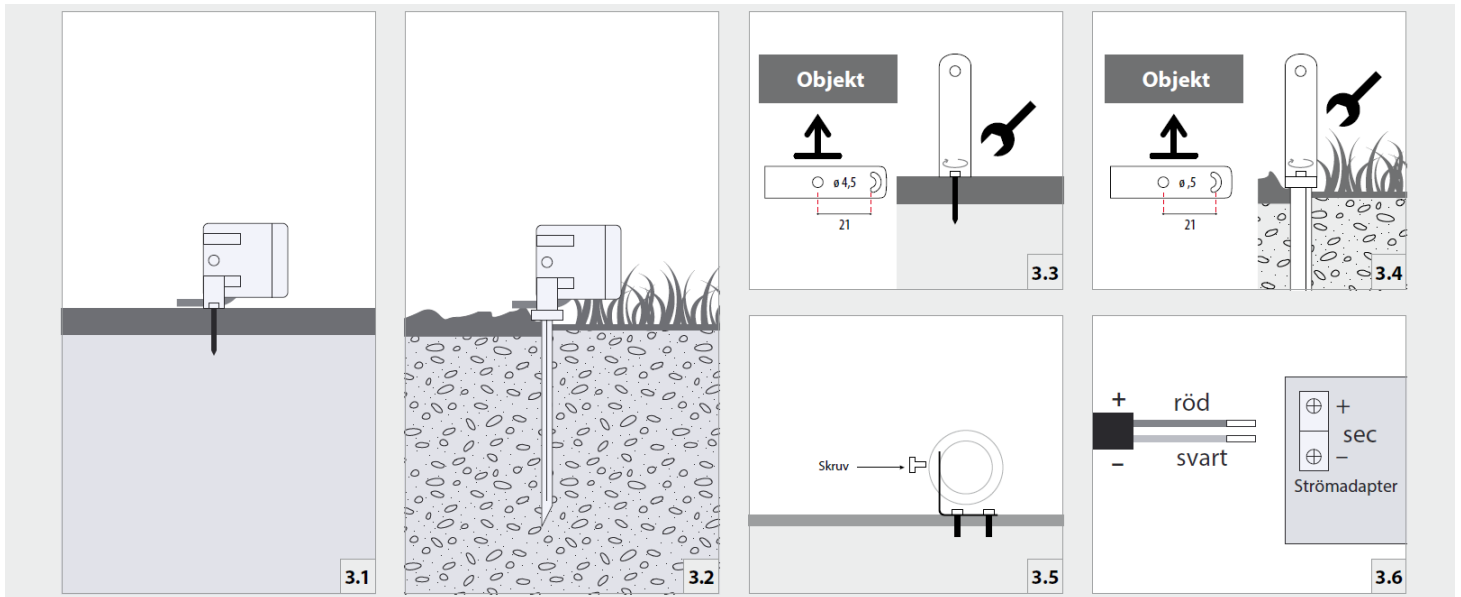 3.1
3.2
Objekt
ø 4,5
21
3.3
Objekt
ø ,5
21
3.4
Skruv
3.5
+
röd
-
svart
+
sec
-
Strömadapter
3.6